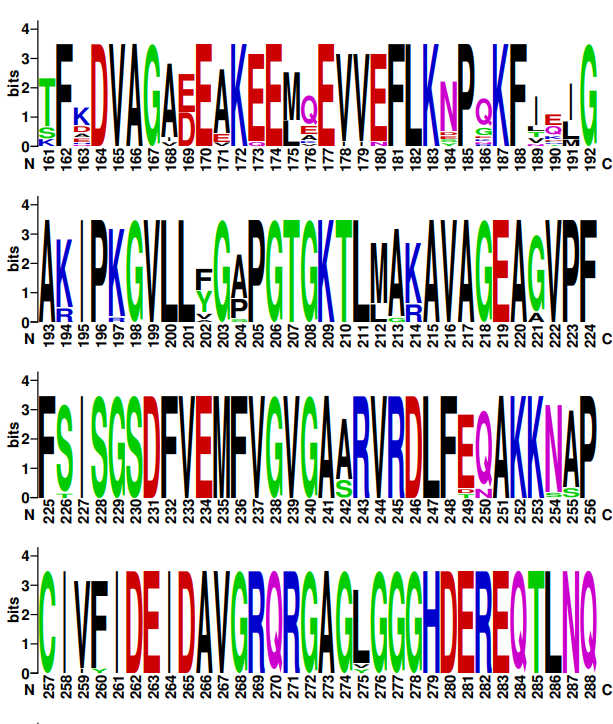 4
3
bits
2
1
0
T F K D V A G A E E A K E E M Q E V V E F L K N P Q K F I E I G
S D L
N 161 162 163 164 165 166 167 168 169 170 171 172 173 174 175 176 177 178 179 180 181 182 183 184 185 186 187 188 189 190 191 192 C
4
3
bits
2
1
0
A K I P K G V L L F G A P G T G K T L M A K A V A G E A G V P F
R Y P L R A
N 193 194 195 196 197 198 199 200 201 202 203 204 205 206 207 208 209 210 211 212 213 214 215 216 217 218 219 220 221 222 223 224 C
4
3
bits
2
1
0
F S I S G S D F V E M F V G V G A A R V R D L F E Q A K K N A P
S D N S S
N 225 226 227 228 229 230 231 232 233 234 235 236 237 238 239 240 241 242 243 244 245 246 247 248 249 250 251 252 253 254 255 256 C
4
3
bits
2
1
0
C I V F I D E I D A V G R Q R G A G L G G G H D E R E Q T L N Q
N 257 258 259 260 261 262 263 264 265 266 267 268 269 270 271 272 273 274 275 276 277 278 279 280 281 282 283 284 285 286 287 288 C